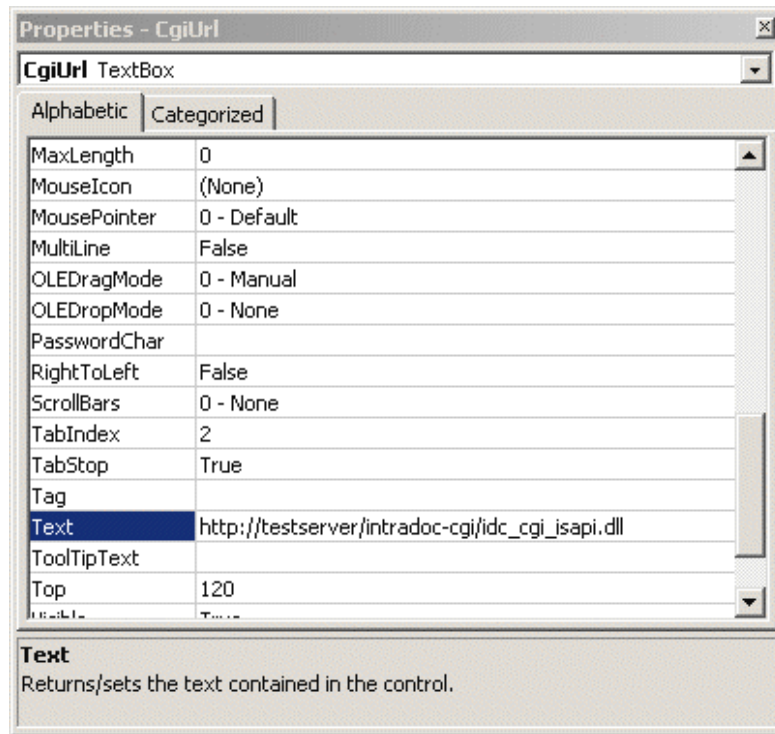 Properties - CgiUrl
CgiUrl TextBox
Alphabetic Categorized
MaxLength 0
MouseIcon (None)
MousePointer 0 - Default
MultiLine False
OLEDragMode 0 - Manual
OLEDropMode 0 - None
PasswordChar
RightToLeft False
ScrollBars 0 - None
TabIndex 2
TabStop True
Tag
Text http://testserver/intradoc-cgi/idc_cgi_isapi.dll
ToolTipText
Top 120
Text
Returns/sets the text contained in the control.